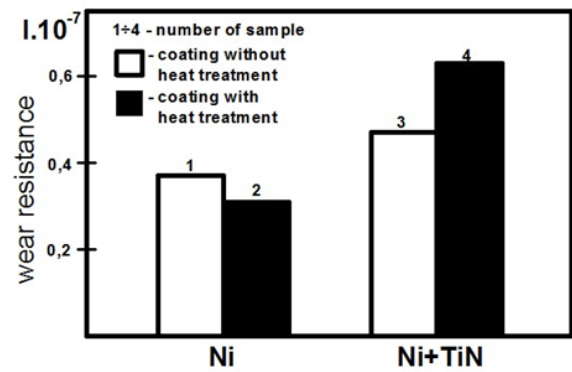 I.10⁻⁷
1÷4 - number of sample
- coating without
heat treatment
- coating with
heat treatment
wear resistance
0,6
0,4
0,2
1
2
3
4
Ni
Ni+TiN